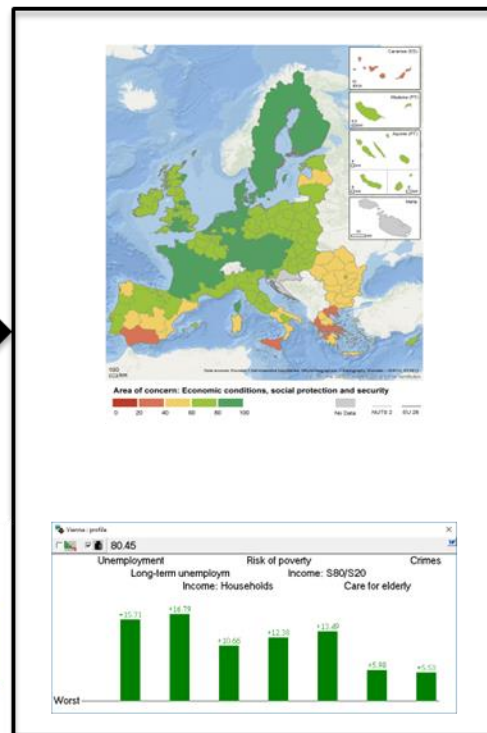 Canarias (ES)
Madeira (PT)
Açores (PT)
Malta
Area of concern: Economic conditions, social protection and security
0 20 40 60 80 100
No Data NUTS 2 EU 28
Vienna : profile
80.45
Unemployment Risk of poverty Crimes
Long-term unemploym Income: S80/S20
Income: Households Care for elderly
+15.71 +16.79 +10.66 +12.38 +13.49 +5.98 +5.53
Worst